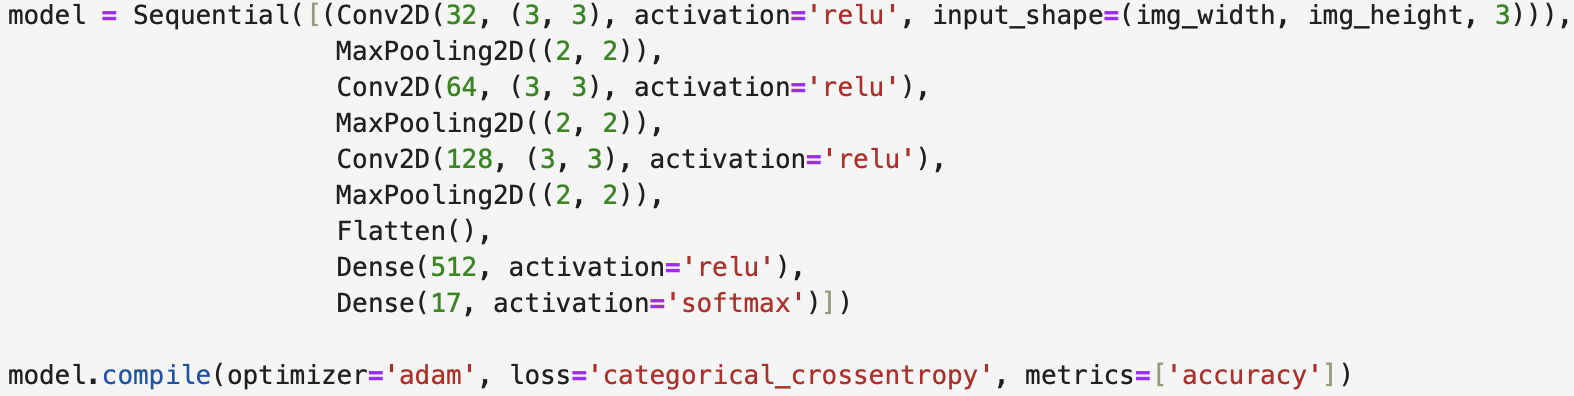 model = Sequential([(Conv2D(32, (3, 3), activation='relu', input_shape=(img_width, img_height, 3))),
                     MaxPooling2D((2, 2)),
                     Conv2D(64, (3, 3), activation='relu'),
                     MaxPooling2D((2, 2)),
                     Conv2D(128, (3, 3), activation='relu'),
                     MaxPooling2D((2, 2)),
                     Flatten(),
                     Dense(512, activation='relu'),
                     Dense(17, activation='softmax')])

model.compile(optimizer='adam', loss='categorical_crossentropy', metrics=['accuracy'])